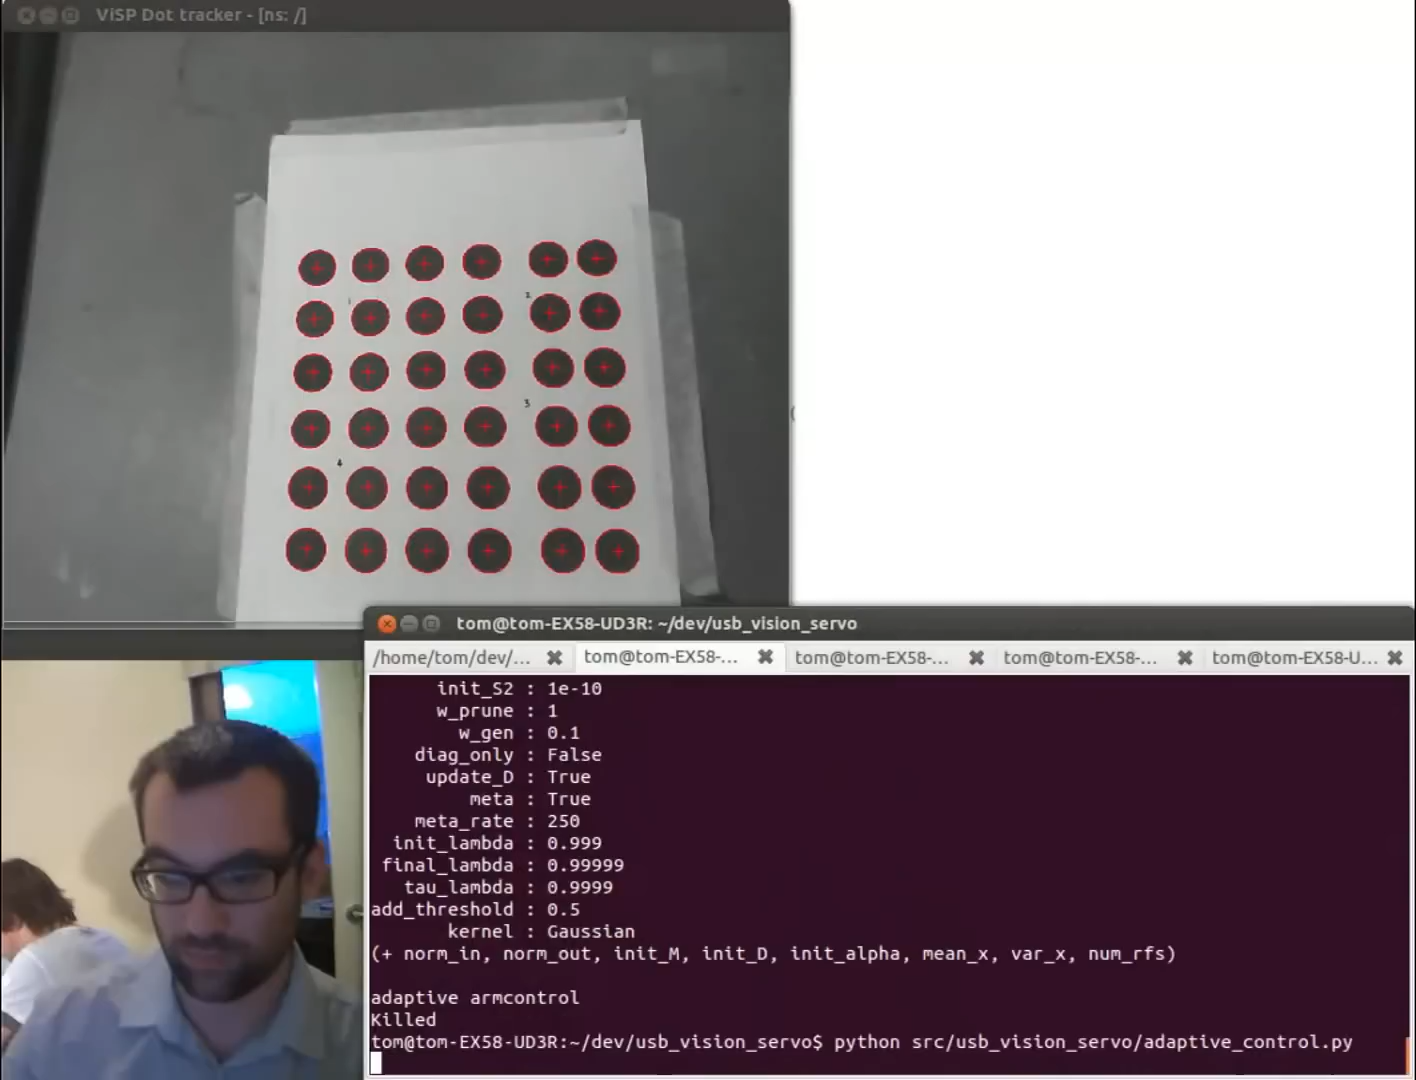 ViSP Dot tracker - [ns: /]
1
2
3
4
tom@tom-EX58-UD3R: ~/dev/usb_vision_servo
/home/tom/dev/... tom@tom-EX58-... tom@tom-EX58-... tom@tom-EX58-... tom@tom-EX58-U...
init_S2 : 1e-10
w_prune : 1
w_gen : 0.1
diag_only : False
update_D : True
meta : True
meta_rate : 250
init_lambda : 0.999
final_lambda : 0.99999
tau_lambda : 0.9999
add_threshold : 0.5
kernel : Gaussian
(+ norm_in, norm_out, init_M, init_D, init_alpha, mean_x, var_x, num_rfs)
adaptive armcontrol
Killed
tom@tom-EX58-UD3R:~/dev/usb_vision_servo$ python src/usb_vision_servo/adaptive_control.py